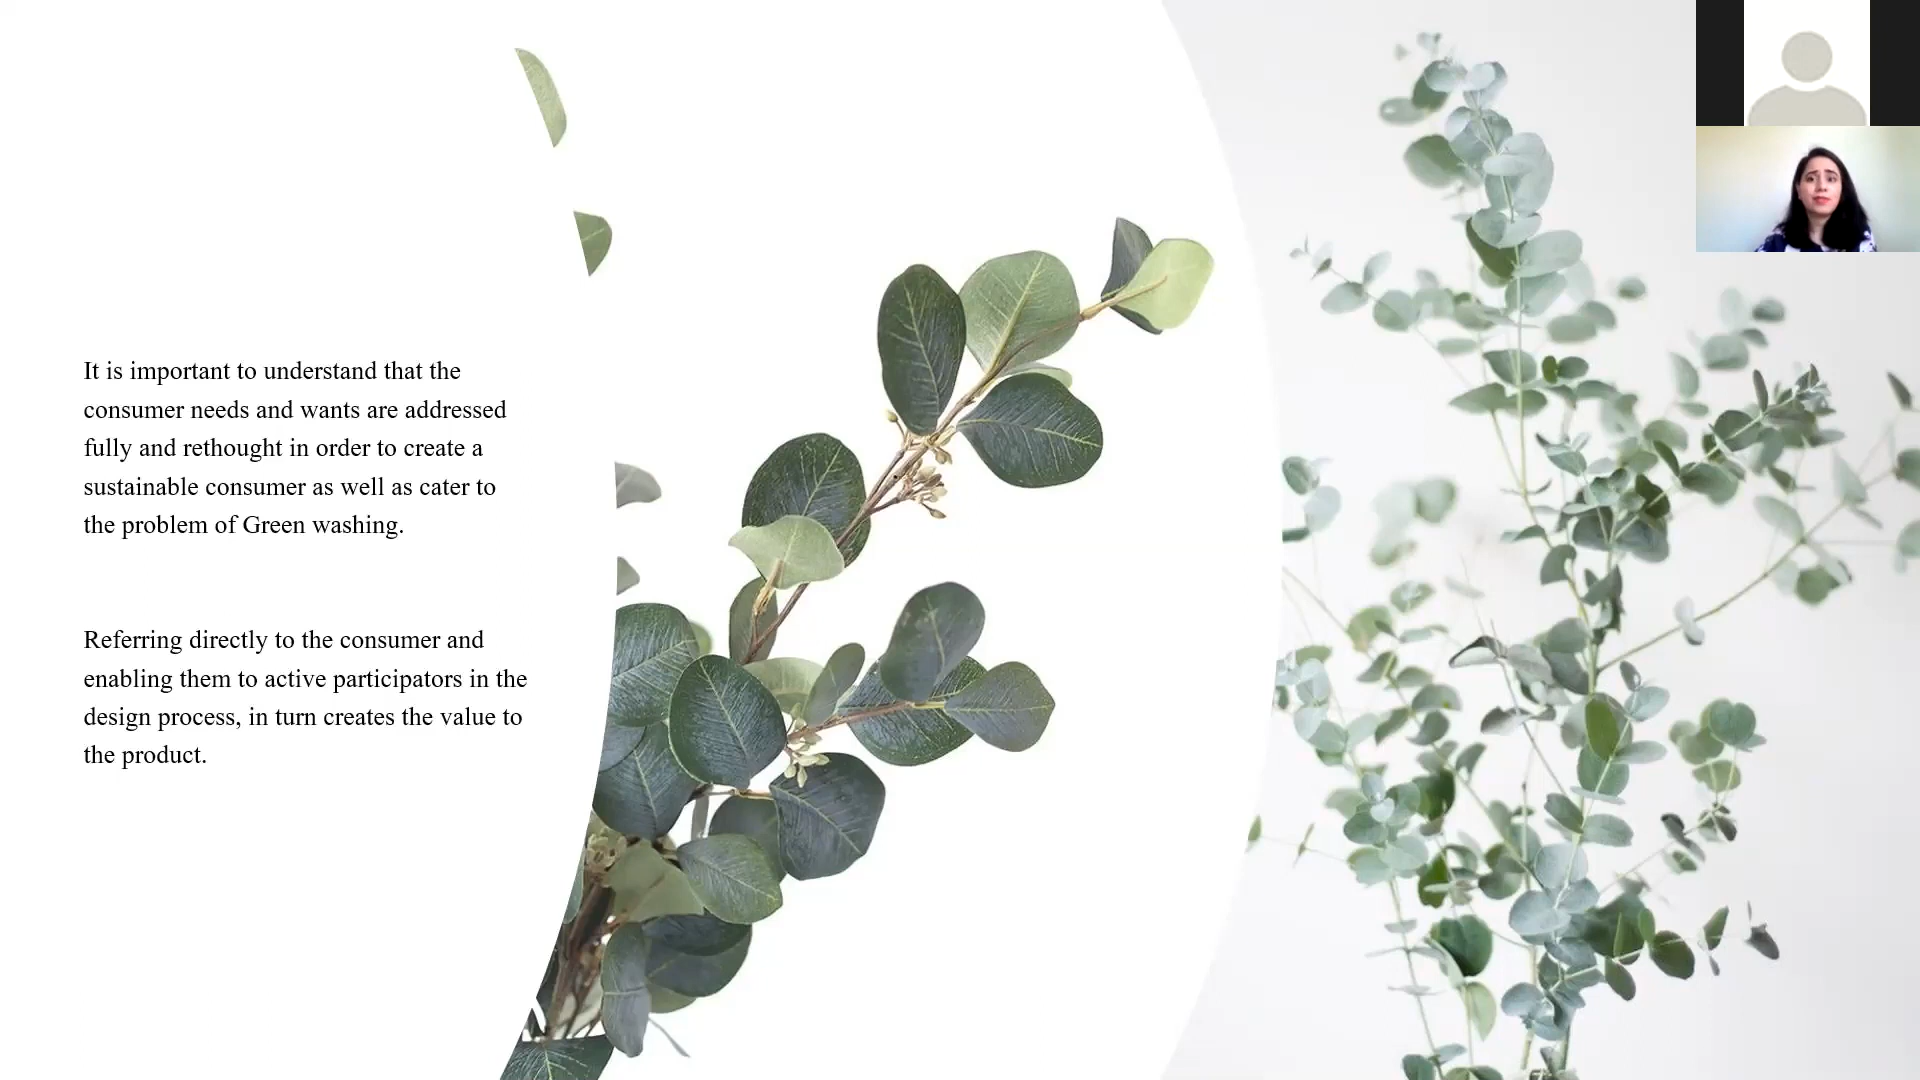 It is important to understand that the
consumer needs and wants are addressed
fully and rethought in order to create a
sustainable consumer as well as cater to
the problem of Green washing.
Referring directly to the consumer and
enabling them to active participators in the
design process, in turn creates the value to
the product.